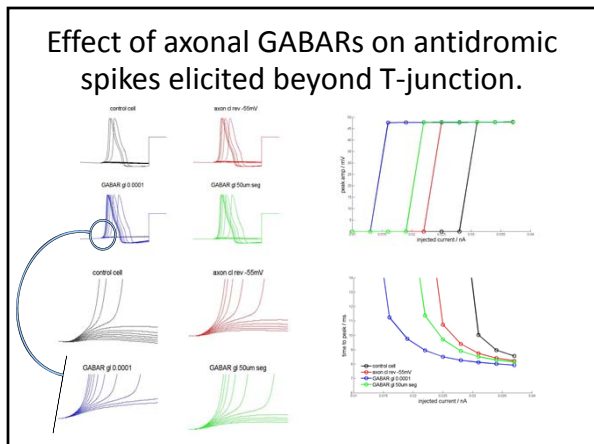 Effect of axonal GABARs on antidromic
spikes elicited beyond T-junction.
control cell
axon cl rev -55mV
GABAR gl 0.0001
GABAR gl 50um seg
control cell
axon cl rev -55mV
GABAR gl 0.0001
GABAR gl 50um seg
peak amp / mV
injected current / nA
time to peak / ms
control cell
axon cl rev -55mV
GABAR gl 0.0001
GABAR gl 50um seg
injected current / nA